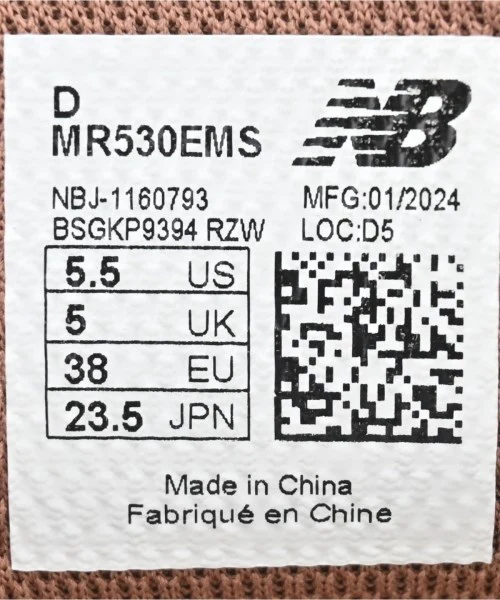 D
NB
MR530EMS
NBJ-1160793 MFG:01/2024
BSGKP9394 RZW LOC:D5
5.5 US
5 UK
38 EU
23.5 JPN
Made in China
Fabriqué en Chine